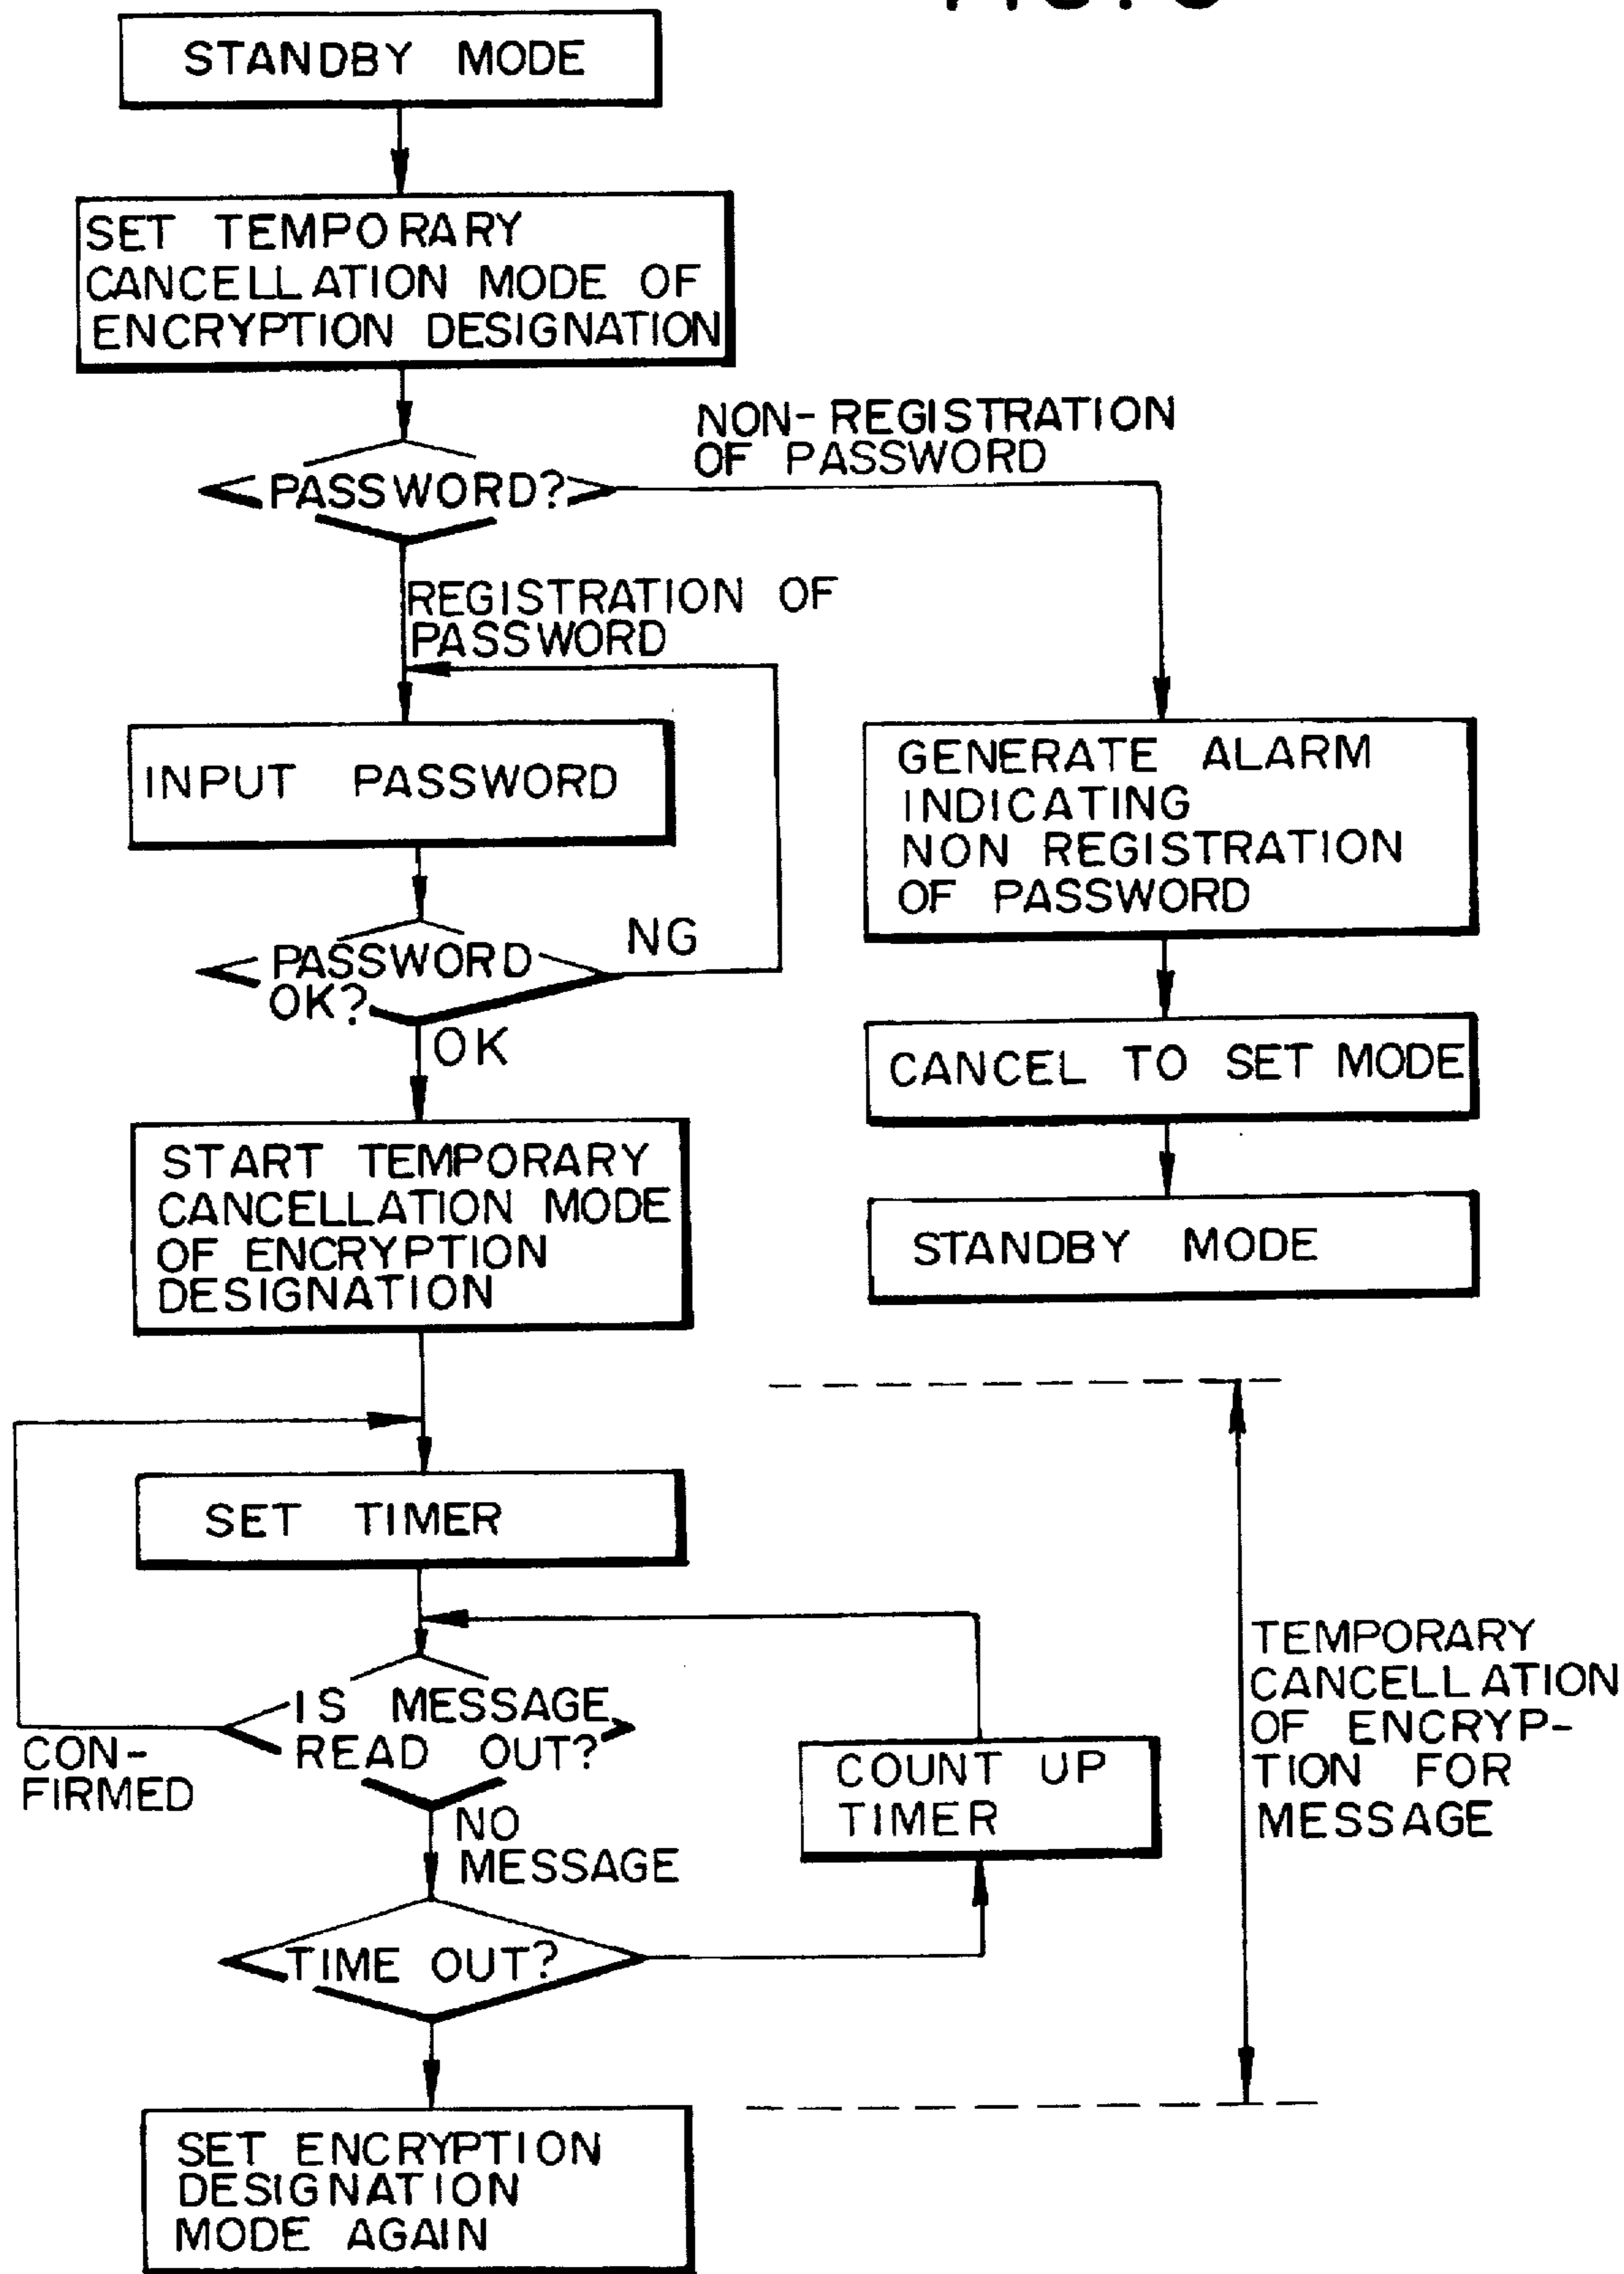 STANDBY MODE
SET TEMPORARY
CANCELLATION MODE OF
ENCRYPTION DESIGNATION
PASSWORD?
NON-REGISTRATION
OF PASSWORD
REGISTRATION OF
PASSWORD
INPUT PASSWORD
GENERATE ALARM
INDICATING
NON REGISTRATION
OF PASSWORD
PASSWORD
OK?
NG
OK
CANCEL TO SET MODE
START TEMPORARY
CANCELLATION MODE
OF ENCRYPTION
DESIGNATION
STANDBY MODE
SET TIMER
IS MESSAGE
READ OUT?
CON-
FIRMED
NO
MESSAGE
COUNT UP
TIMER
TEMPORARY
CANCELLATION
OF ENCRYP-
TION FOR
MESSAGE
TIME OUT?
SET ENCRYPTION
DESIGNATION
MODE AGAIN